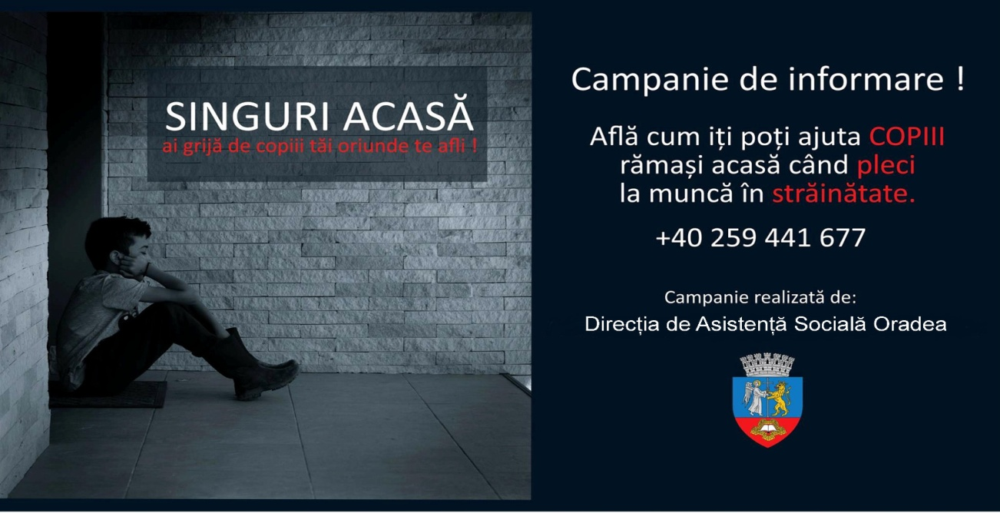 SINGURI ACASĂ
ai grijă de copiii tăi oriunde te afli !
Campanie de informare !
Află cum iți poți ajuta COPIII
rămași acasă când pleci
la muncă în străinătate.
+40 259 441 677
Campanie realizată de:
Direcția de Asistență Socială Oradea